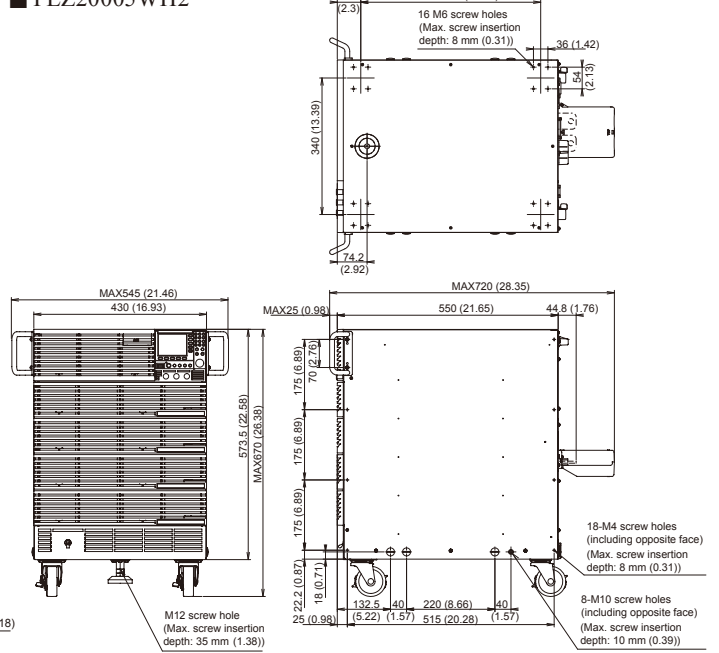 (2.3)
16 M6 screw holes
(Max. screw insertion
depth: 8 mm (0.31))
36 (1.42)
54
(2.13)
340 (13.39)
74.2
(2.92)
MAX545 (21.46)
430 (16.93)
573.5 (22.58)
MAX670 (26.38)
M12 screw hole
(Max. screw insertion
depth: 35 mm (1.38))
18)
MAX720 (28.35)
MAX25 (0.98)
550 (21.65)
44.8 (1.76)
70 (2.76)
175 (6.89)
175 (6.89)
175 (6.89)
22.2 (0.87)
18 (0.71)
25 (0.98)
132.5
(5.22)
40
(1.57)
220 (8.66)
40
(1.57)
515 (20.28)
18-M4 screw holes
(including opposite face)
(Max. screw insertion
depth: 8 mm (0.31))
8-M10 screw holes
(including opposite face)
(Max. screw insertion
depth: 10 mm (0.39))